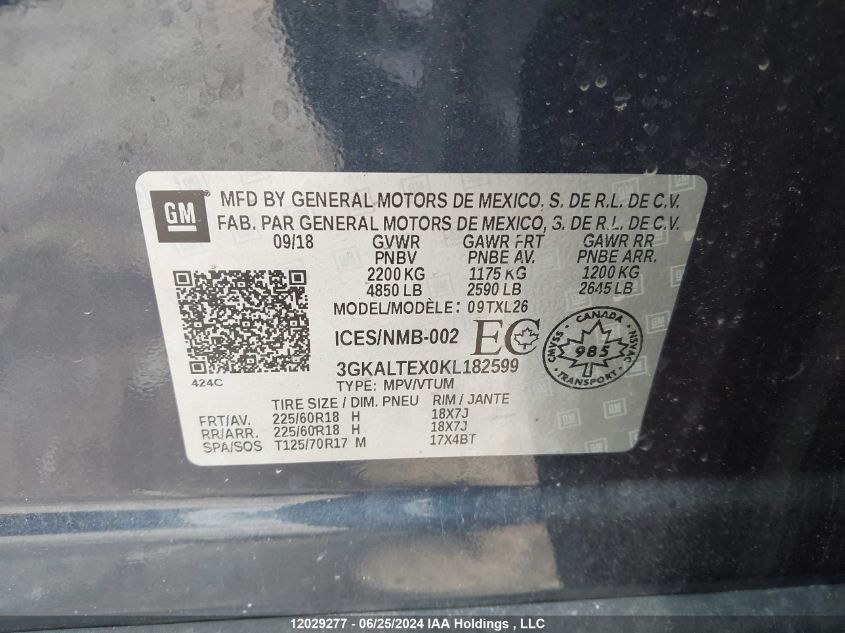 GM
MFD BY GENERAL MOTORS DE MEXICO, S. DE R.L. DE C.V.
FAB. PAR GENERAL MOTORS DE MEXICO, S. DE R.L. DE C.V.
09/18 GVWR GAWR FRT GAWR RR
PNBV PNBE AV. PNBE ARR.
2200 KG 1175 KG 1200 KG
4850 LB 2590 LB 2645 LB
MODEL/MODÈLE: 09TXL26
ICES/NMB-002 EC
CANADA
CMVSS 985 NSVAC
TRANSPORT
3GKALTEX0KL182599
424C
TYPE: MPV/VTUM
TIRE SIZE / DIM. PNEU RIM / JANTE
FRT/AV. 225/60R18 H 18X7J
RR/ARR. 225/60R18 H 18X7J
SPA/SOS T125/70R17 M 17X4BT
12029277 - 06/25/2024 IAA Holdings , LLC